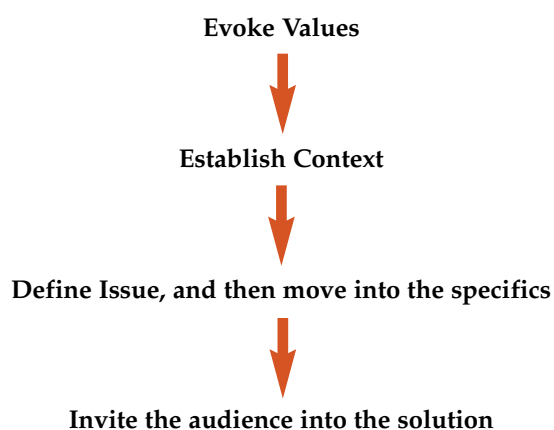 Evoke Values
Establish Context
Define Issue, and then move into the specifics
Invite the audience into the solution